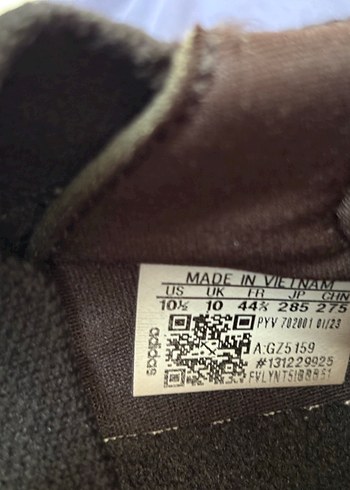 MADE IN VIETNAM
US UK FR JP CHN
10½ 10 44⅔ 285 275
PYV 702001 01/23
A:GZ5159
#131229925
adidas